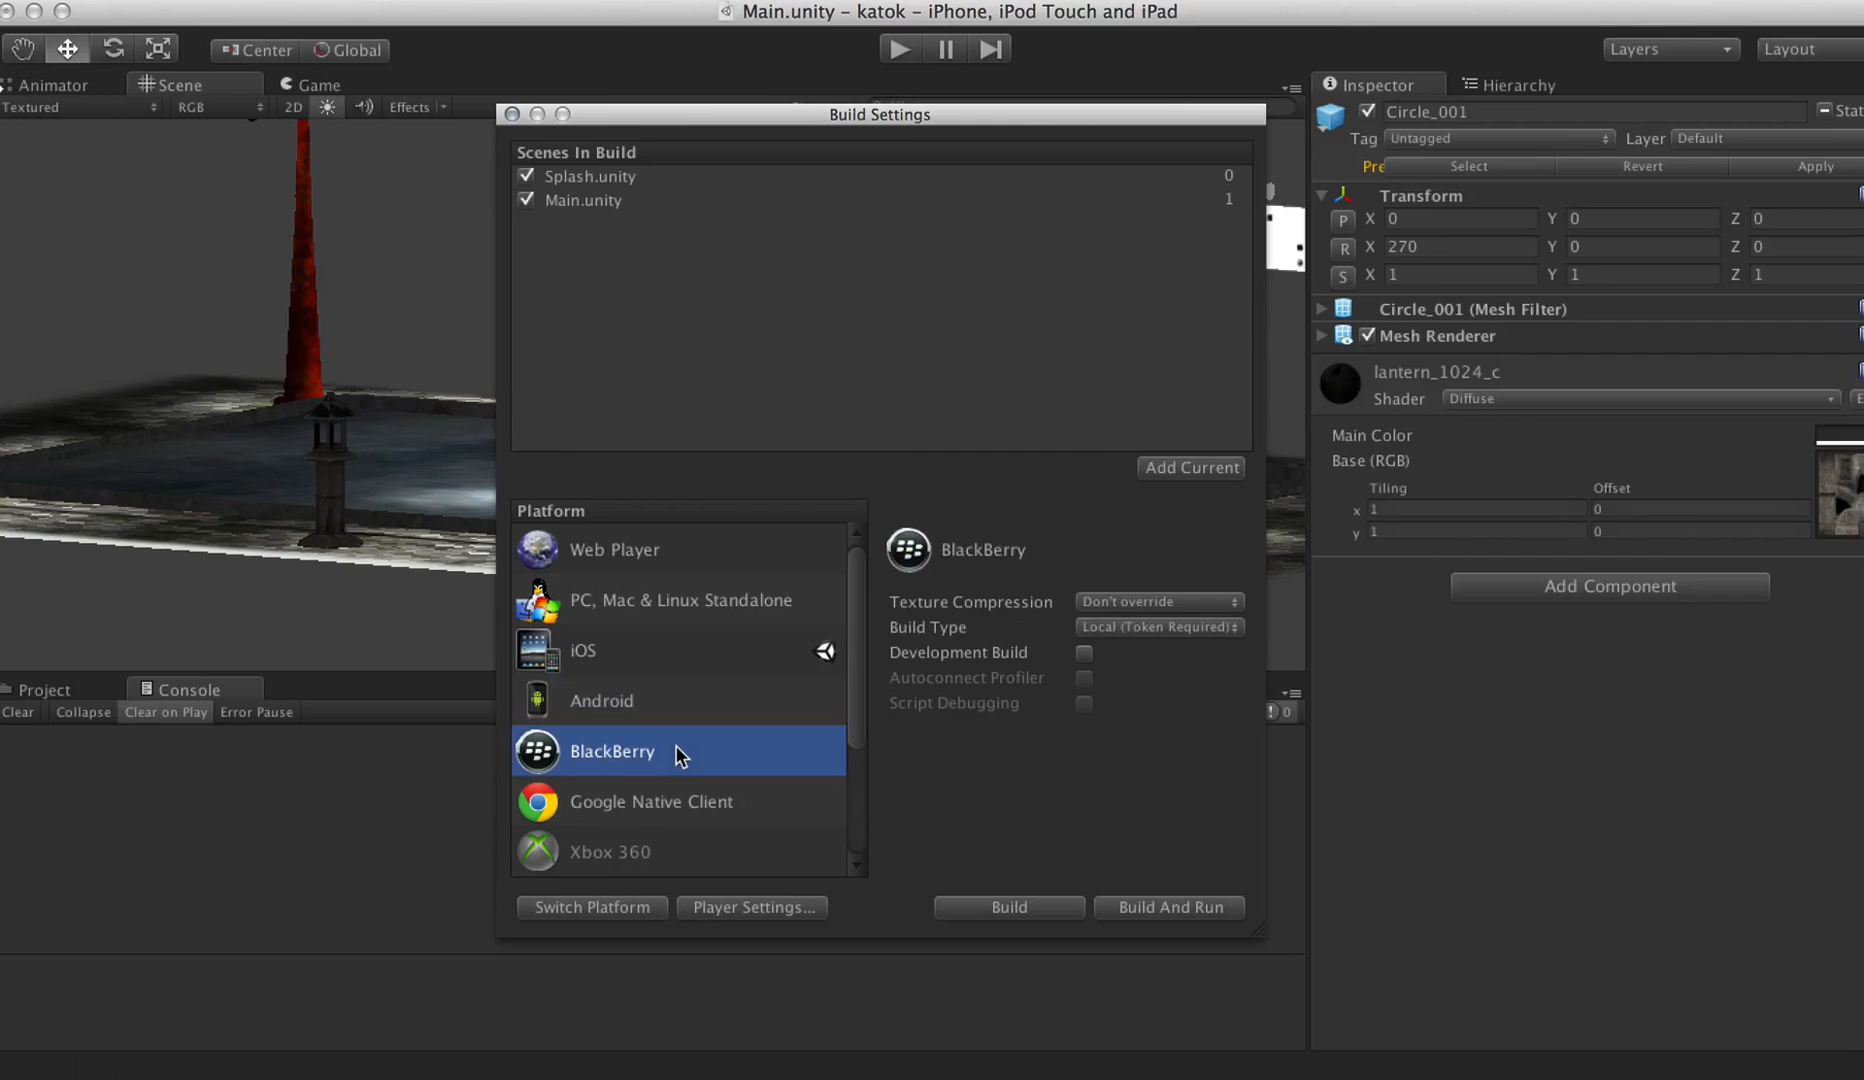 Main.unity – katok – iPhone, iPod Touch and iPad
Center
Global
Layers
Layout
Animator
Scene
Game
Textured
RGB
2D
Effects
Build Settings
Scenes In Build
Splash.unity 0
Main.unity 1
Add Current
Platform
Web Player
PC, Mac & Linux Standalone
iOS
Android
BlackBerry
Google Native Client
Xbox 360
BlackBerry
Texture Compression Don't override
Build Type Local (Token Required)
Development Build
Autoconnect Profiler
Script Debugging
Switch Platform
Player Settings...
Build
Build And Run
Project
Console
Clear
Collapse
Clear on Play
Error Pause
0
Inspector
Hierarchy
Circle_001
Stat
Tag Untagged Layer Default
Pre Select Revert Apply
Transform
P X 0 Y 0 Z 0
R X 270 Y 0 Z 0
S X 1 Y 1 Z 1
Circle_001 (Mesh Filter)
Mesh Renderer
lantern_1024_c
Shader Diffuse E
Main Color
Base (RGB)
Tiling Offset
x 1 0
y 1 0
Add Component